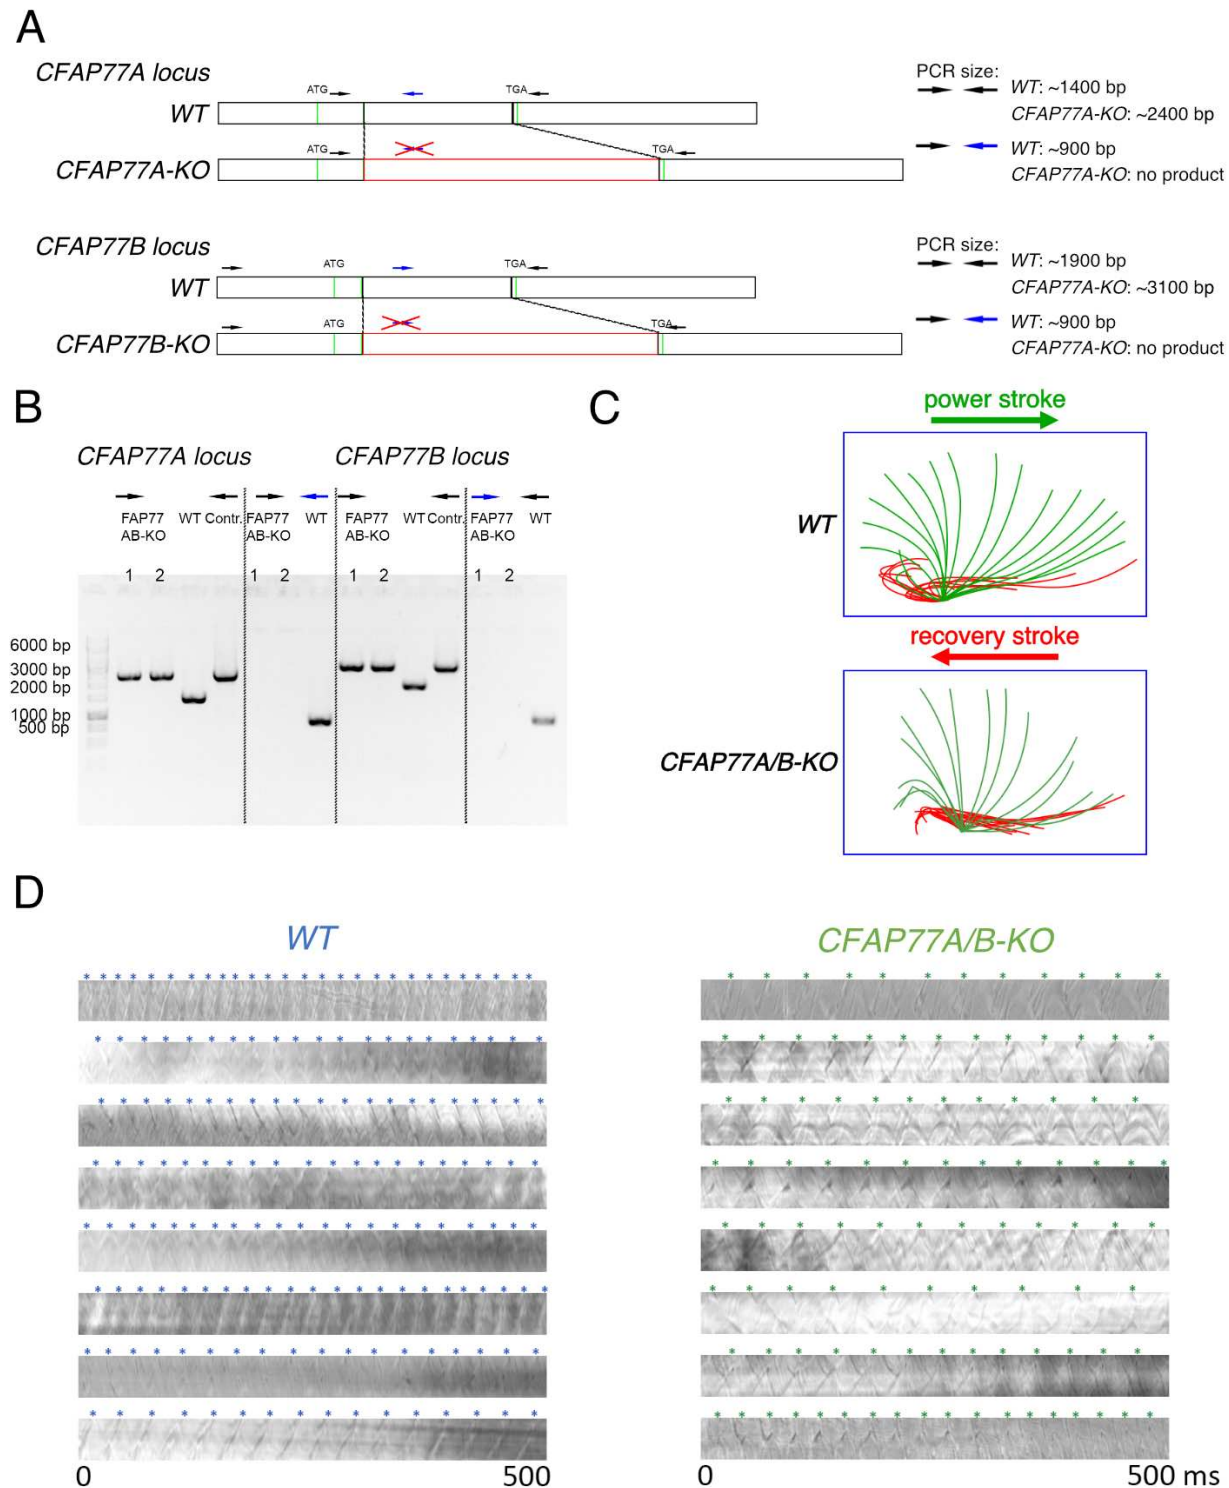 A
CFAP77A locus
WT
ATG
TGA
CFAP77A-KO
ATG
TGA
PCR size:
WT: ~1400 bp
CFAP77A-KO: ~2400 bp
WT: ~900 bp
CFAP77A-KO: no product
CFAP77B locus
WT
ATG
TGA
CFAP77B-KO
ATG
TGA
PCR size:
WT: ~1900 bp
CFAP77A-KO: ~3100 bp
WT: ~900 bp
CFAP77A-KO: no product
B
CFAP77A locus
CFAP77B locus
FAP77 WT Contr. FAP77 WT FAP77 WT Contr. FAP77 WT
AB-KO AB-KO AB-KO AB-KO
1 2 1 2 1 2 1 2
6000 bp
3000 bp
2000 bp
1000 bp
500 bp
C
power stroke
WT
recovery stroke
CFAP77A/B-KO
D
WT
CFAP77A/B-KO
0 500
0 500 ms